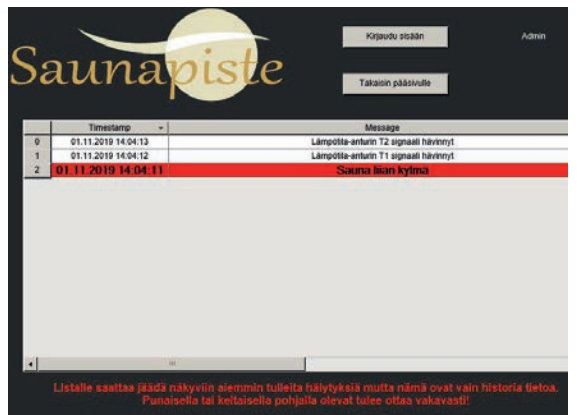 Saunapiste
Kirjaudu sisään
Admin
Takaisin pääsivulle
Timestamp Message
0 01.11.2019 14:04:13 Lämpötila-anturin T2 signaali hävinnyt
1 01.11.2019 14:04:12 Lämpötila-anturin T1 signaali hävinnyt
2 01.11.2019 14:04:11 Sauna liian kylmä
Listalle saattaa jäädä näkyviin aiemmin tulleita hälytyksiä mutta nämä ovat vain historia tietoa.
Punaisella tai keltaisella pohjalla olevat tulee ottaa vakavasti!